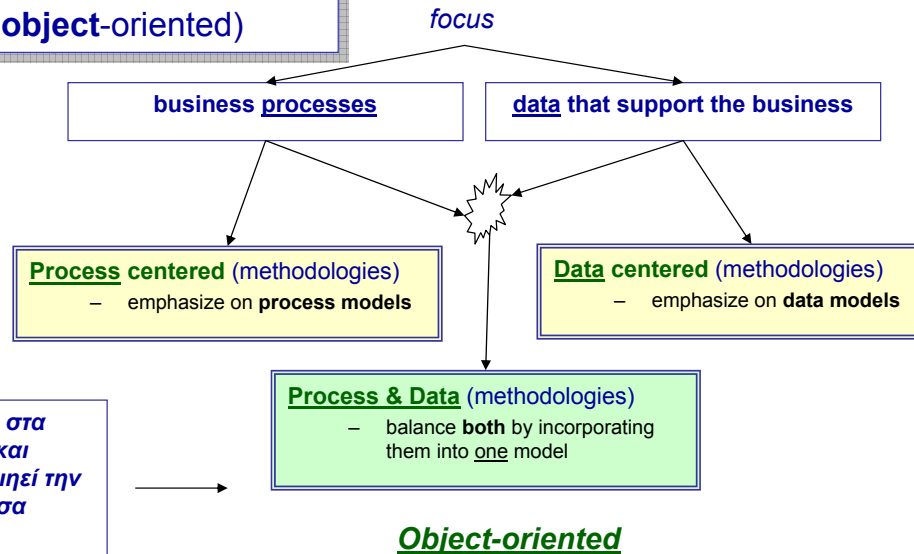 object-oriented)
focus
business processes
data that support the business
Process centered (methodologies)
– emphasize on process models
Data centered (methodologies)
– emphasize on data models
Process & Data (methodologies)
– balance both by incorporating
them into one model
στα
και
ιηεί την
σα
Object-oriented